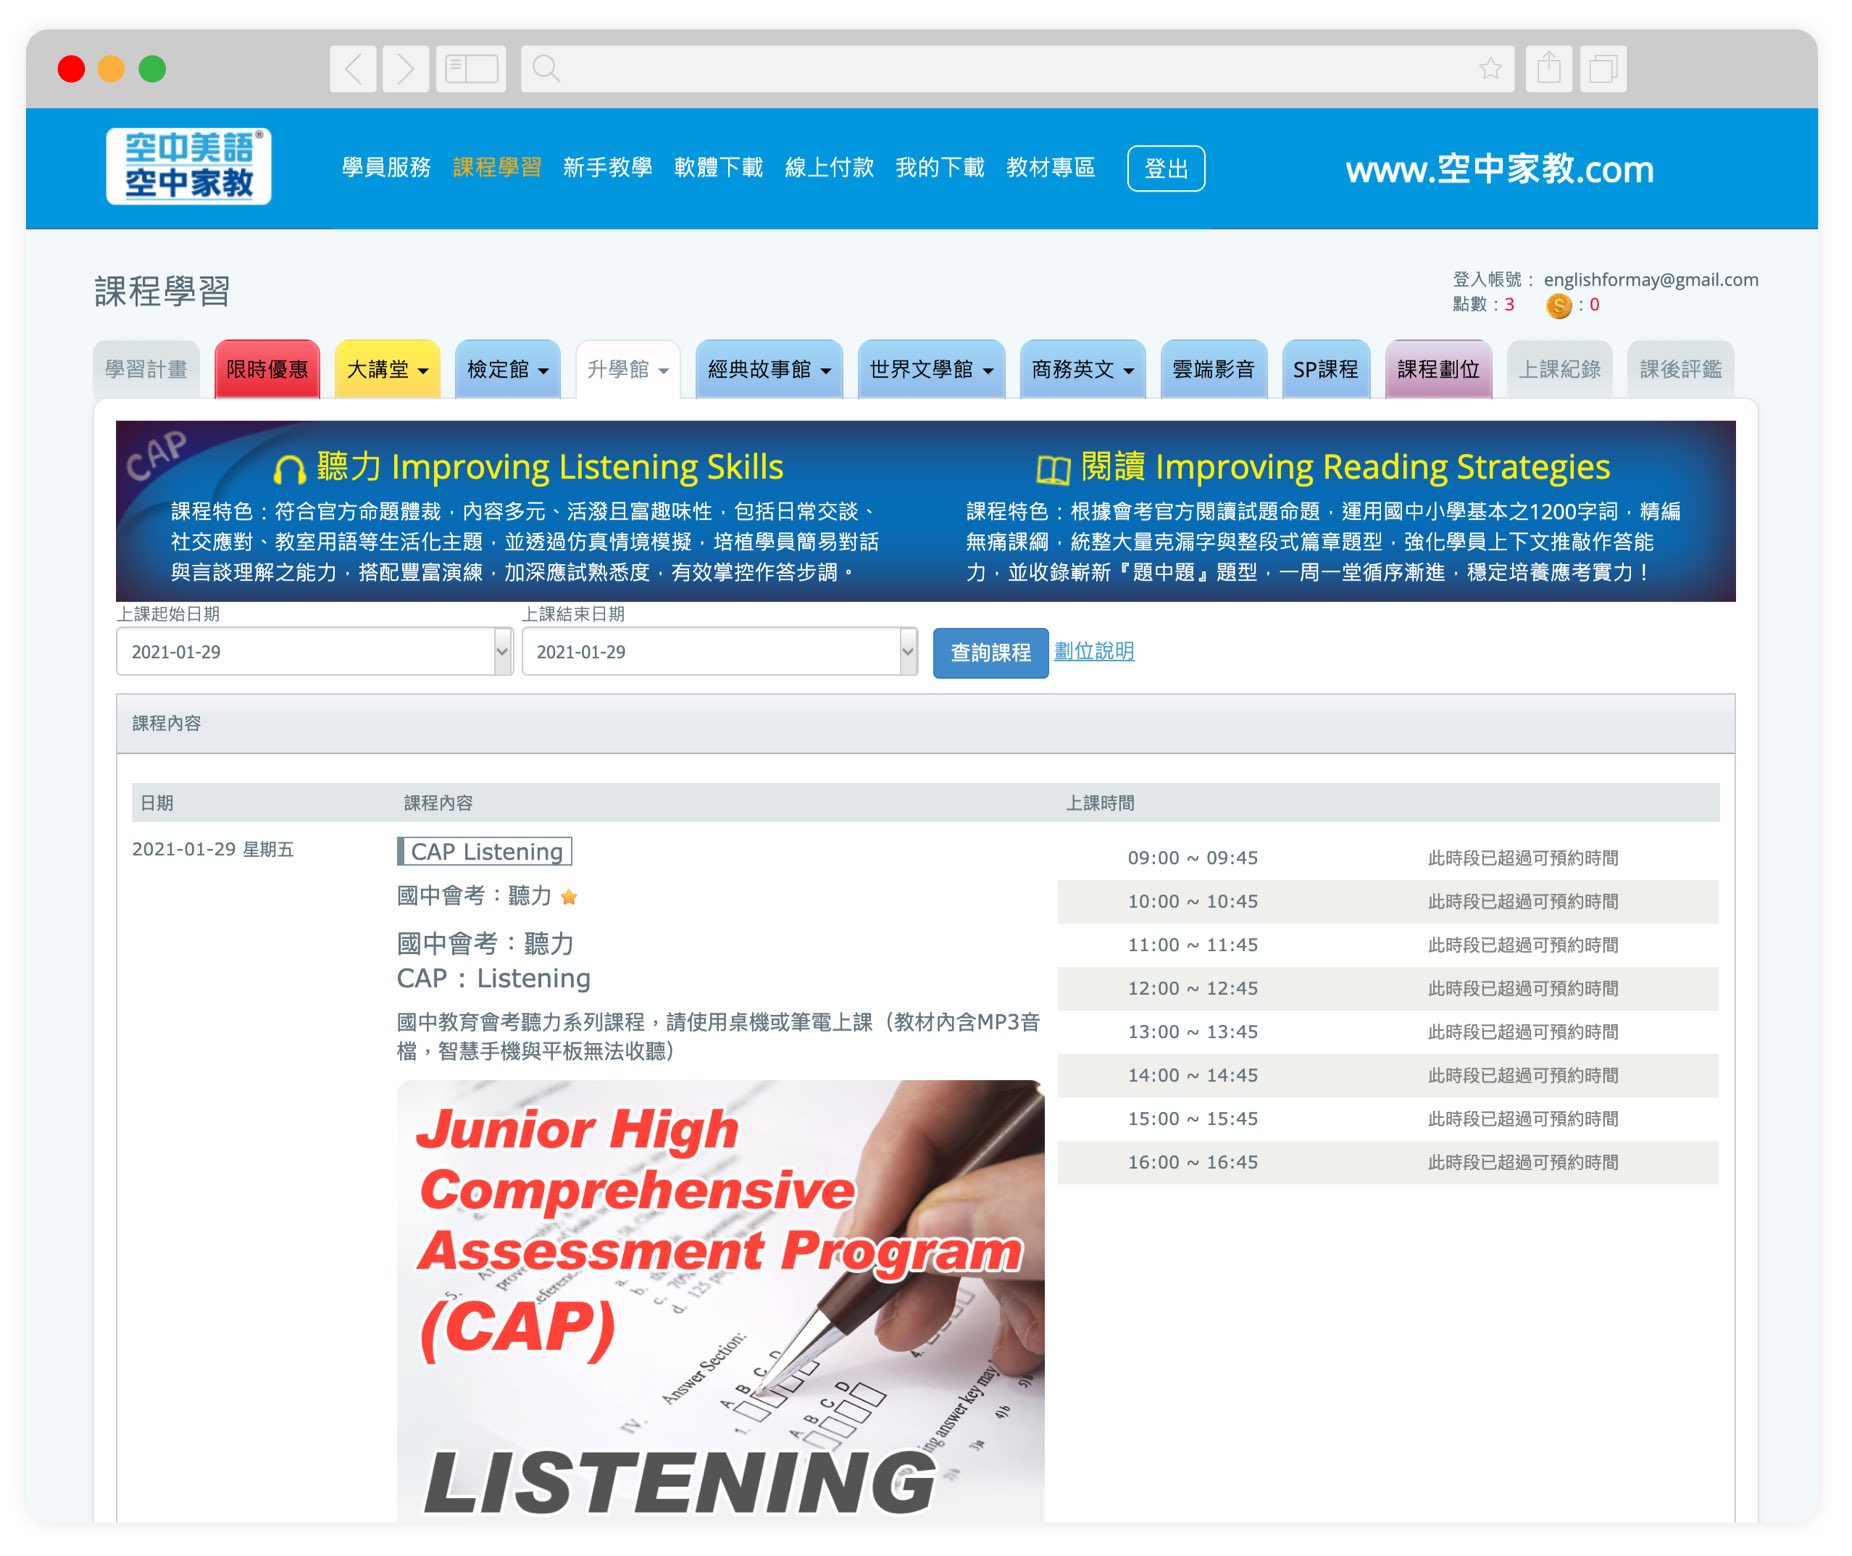 空中美語®
空中家教
學員服務 課程學習 新手教學 軟體下載 線上付款 我的下載 教材專區 登出
www.空中家教.com
課程學習
登入帳號： englishformay@gmail.com
點數：3 ：0
學習計畫 限時優惠 大講堂 檢定館 升學館 經典故事館 世界文學館 商務英文 雲端影音 SP課程 課程劃位 上課紀錄 課後評鑑
CAP
聽力 Improving Listening Skills
課程特色：符合官方命題體裁，內容多元、活潑且富趣味性，包括日常交談、
社交應對、教室用語等生活化主題，並透過仿真情境模擬，培植學員簡易對話
與言談理解之能力，搭配豐富演練，加深應試熟悉度，有效掌控作答步調。
閱讀 Improving Reading Strategies
課程特色：根據會考官方閱讀試題命題，運用國中小學基本之1200字詞，精編
無痛課綱，統整大量克漏字與整段式篇章題型，強化學員上下文推敲作答能
力，並收錄嶄新『題中題』題型，一周一堂循序漸進，穩定培養應考實力！
上課起始日期 上課結束日期
2021-01-29 2021-01-29 查詢課程 劃位說明
課程內容
日期 課程內容 上課時間
2021-01-29 星期五
CAP Listening
國中會考：聽力
國中會考：聽力
CAP：Listening
國中教育會考聽力系列課程，請使用桌機或筆電上課（教材內含MP3音
檔，智慧手機與平板無法收聽）
Junior High
Comprehensive
Assessment Program
(CAP)
Answer Section:
IV.
A B C D
1.
A B C D
4.
LISTENING
09:00 ~ 09:45 此時段已超過可預約時間
10:00 ~ 10:45 此時段已超過可預約時間
11:00 ~ 11:45 此時段已超過可預約時間
12:00 ~ 12:45 此時段已超過可預約時間
13:00 ~ 13:45 此時段已超過可預約時間
14:00 ~ 14:45 此時段已超過可預約時間
15:00 ~ 15:45 此時段已超過可預約時間
16:00 ~ 16:45 此時段已超過可預約時間